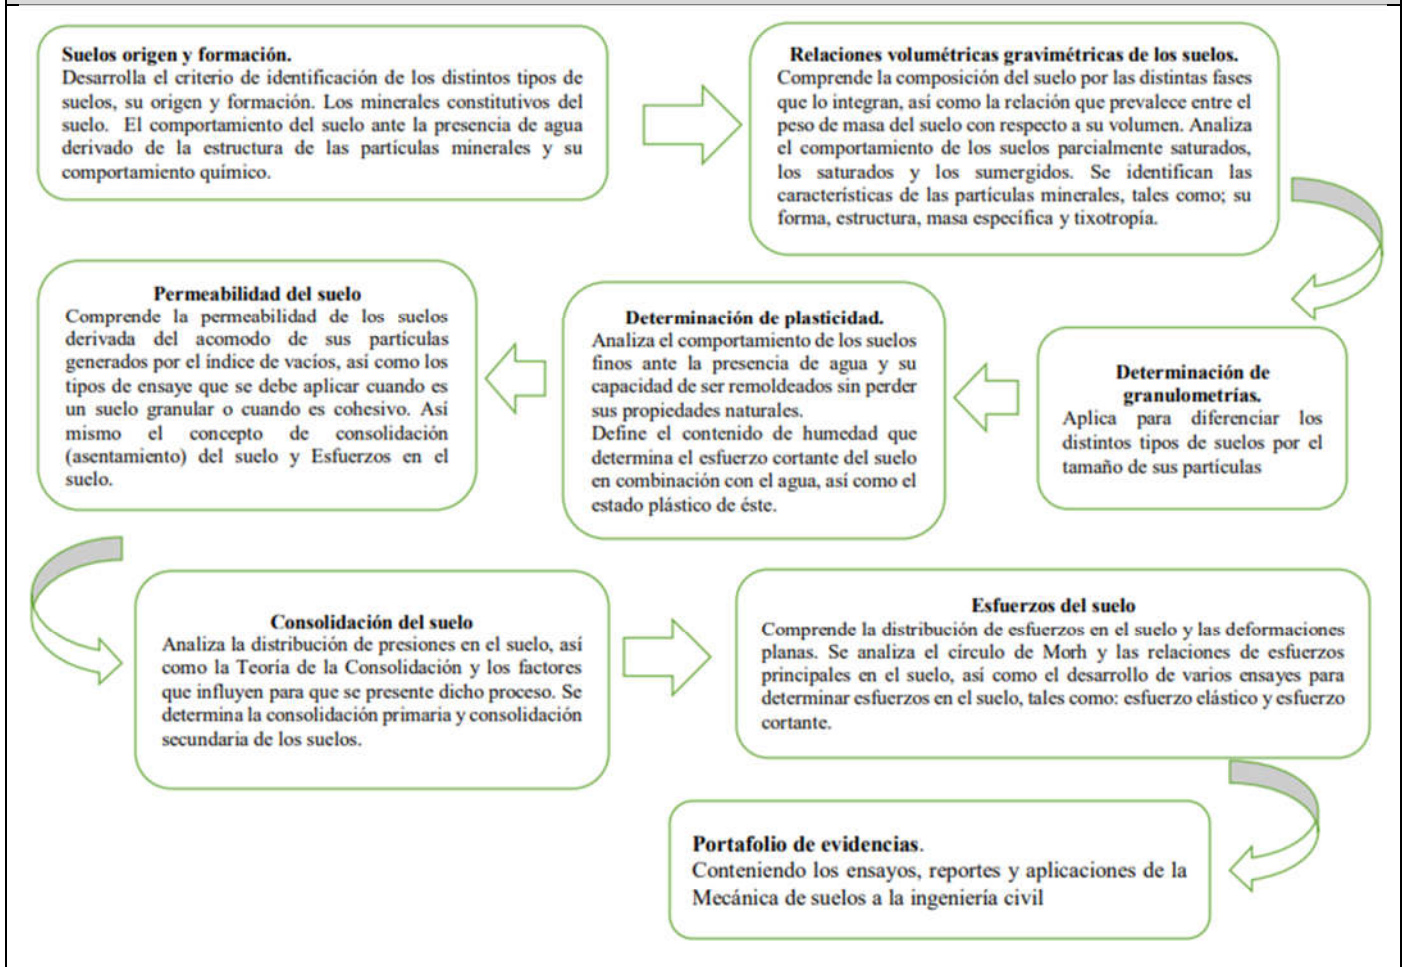 Suelos origen y formación.
Desarrolla el criterio de identificación de los distintos tipos de
suelos, su origen y formación. Los minerales constitutivos del
suelo. El comportamiento del suelo ante la presencia de agua
derivado de la estructura de las partículas minerales y su
comportamiento químico.
Relaciones volumétricas gravimétricas de los suelos.
Comprende la composición del suelo por las distintas fases
que lo integran, así como la relación que prevalece entre el
peso de masa del suelo con respecto a su volumen. Analiza
el comportamiento de los suelos parcialmente saturados,
los saturados y los sumergidos. Se identifican las
características de las partículas minerales, tales como; su
forma, estructura, masa específica y tixotropía.
Determinación de
granulometrías.
Aplica para diferenciar los
distintos tipos de suelos por el
tamaño de sus partículas
Determinación de plasticidad.
Analiza el comportamiento de los suelos
finos ante la presencia de agua y su
capacidad de ser remoldeados sin perder
sus propiedades naturales.
Define el contenido de humedad que
determina el esfuerzo cortante del suelo
en combinación con el agua, así como el
estado plástico de éste.
Permeabilidad del suelo
Comprende la permeabilidad de los suelos
derivada del acomodo de sus partículas
generados por el índice de vacíos, así como los
tipos de ensaye que se debe aplicar cuando es
un suelo granular o cuando es cohesivo. Así
mismo el concepto de consolidación
(asentamiento) del suelo y Esfuerzos en el
suelo.
Consolidación del suelo
Analiza la distribución de presiones en el suelo, así
como la Teoría de la Consolidación y los factores
que influyen para que se presente dicho proceso. Se
determina la consolidación primaria y consolidación
secundaria de los suelos.
Esfuerzos del suelo
Comprende la distribución de esfuerzos en el suelo y las deformaciones
planas. Se analiza el círculo de Morh y las relaciones de esfuerzos
principales en el suelo, así como el desarrollo de varios ensayes para
determinar esfuerzos en el suelo, tales como: esfuerzo elástico y esfuerzo
cortante.
Portafolio de evidencias.
Conteniendo los ensayos, reportes y aplicaciones de la
Mecánica de suelos a la ingeniería civil